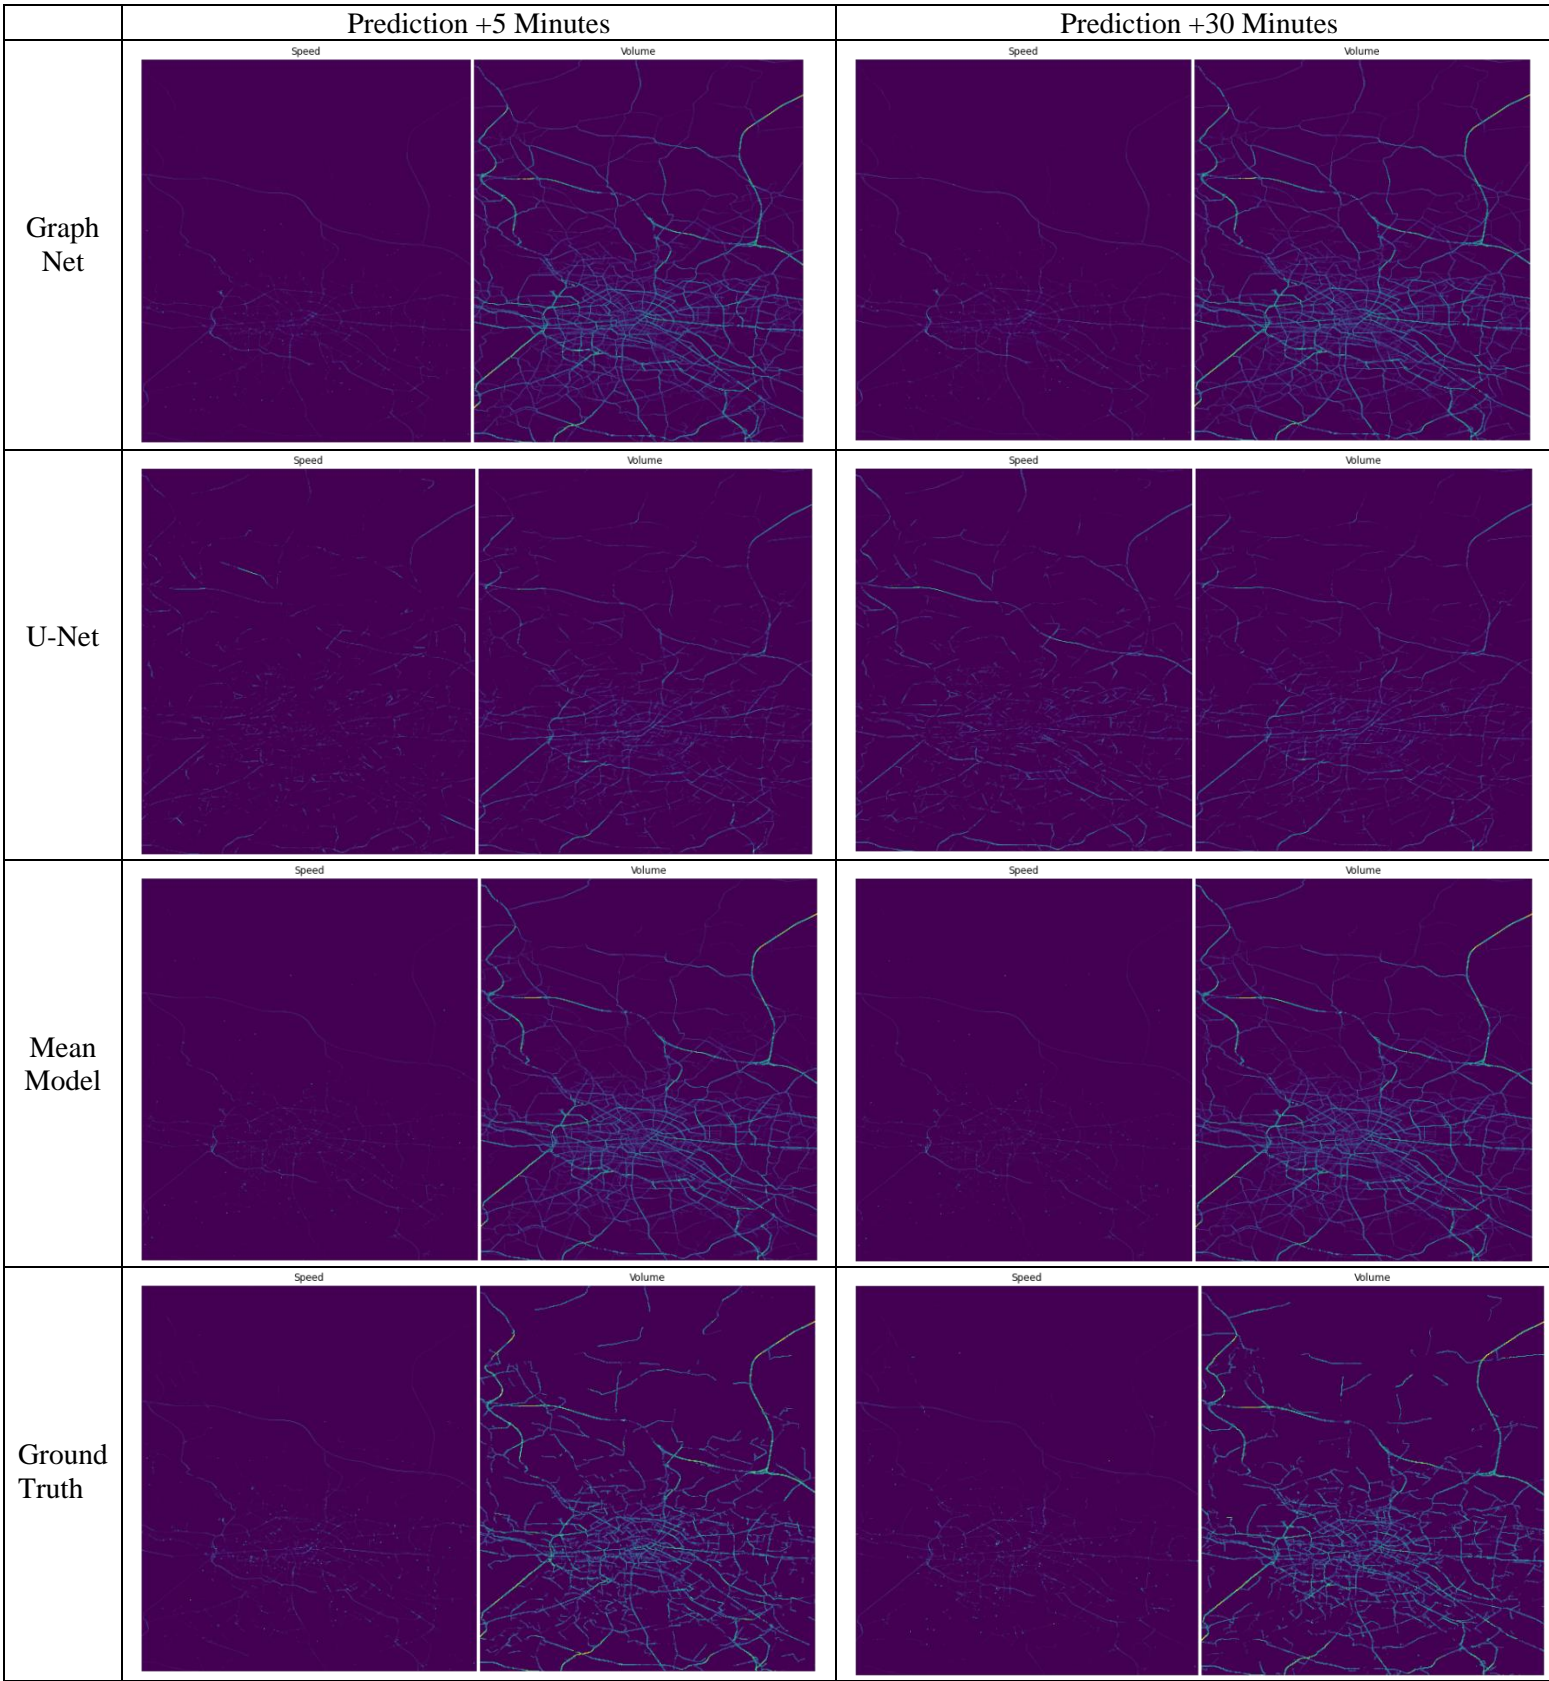 Prediction +5 Minutes
Prediction +30 Minutes
Speed
Volume
Speed
Volume
Graph
Net
Speed
Volume
Speed
Volume
U-Net
Speed
Volume
Speed
Volume
Mean
Model
Speed
Volume
Speed
Volume
Ground
Truth